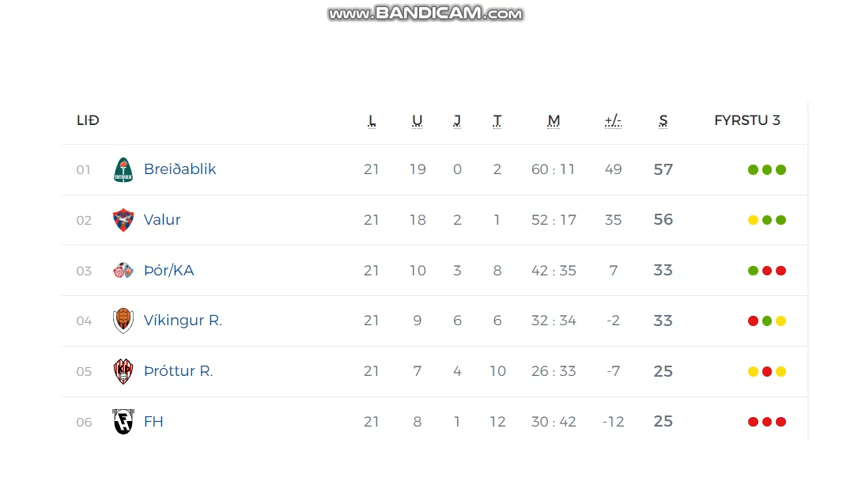 www.BANDICAM.com
LIÐ L U J T M +/- S FYRSTU 3
01 Breiðablik 21 19 0 2 60 : 11 49 57
02 Valur 21 18 2 1 52 : 17 35 56
03 Þór/KA 21 10 3 8 42 : 35 7 33
04 Víkingur R. 21 9 6 6 32 : 34 -2 33
05 Þróttur R. 21 7 4 10 26 : 33 -7 25
06 FH 21 8 1 12 30 : 42 -12 25